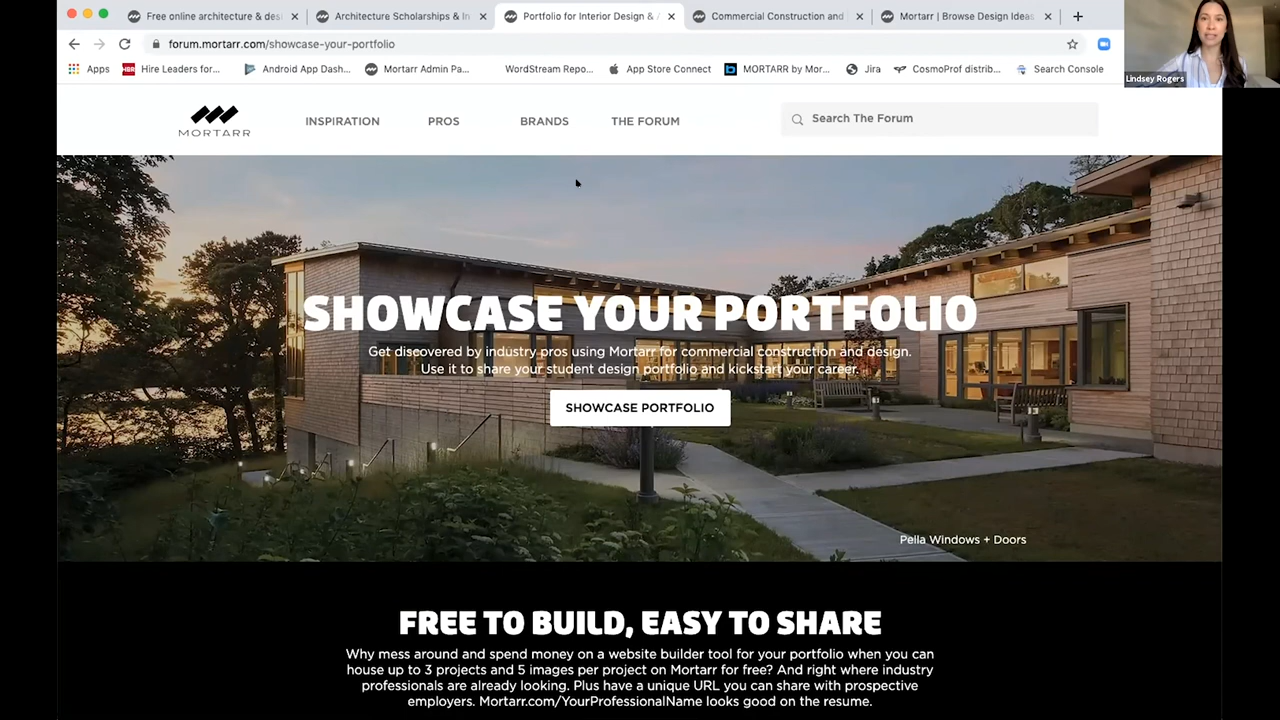 Free online architecture & des
Architecture Scholarships & In
Portfolio for Interior Design & A
Commercial Construction and
Mortarr | Browse Design Ideas
forum.mortarr.com/showcase-your-portfolio
Apps
HBR
Hire Leaders for...
Android App Dash...
Mortarr Admin Pa...
WordStream Repo...
App Store Connect
MORTARR by Mor...
Jira
CosmoProf distrib...
Search Console
Lindsey Rogers
MORTARR
INSPIRATION
PROS
BRANDS
THE FORUM
Search The Forum
SHOWCASE YOUR PORTFOLIO
Get discovered by industry pros using Mortarr for commercial construction and design.
Use it to share your student design portfolio and kickstart your career.
SHOWCASE PORTFOLIO
Pella Windows + Doors
FREE TO BUILD, EASY TO SHARE
Why mess around and spend money on a website builder tool for your portfolio when you can
house up to 3 projects and 5 images per project on Mortarr for free? And right where industry
professionals are already looking. Plus have a unique URL you can share with prospective
employers. Mortarr.com/YourProfessionalName looks good on the resume.